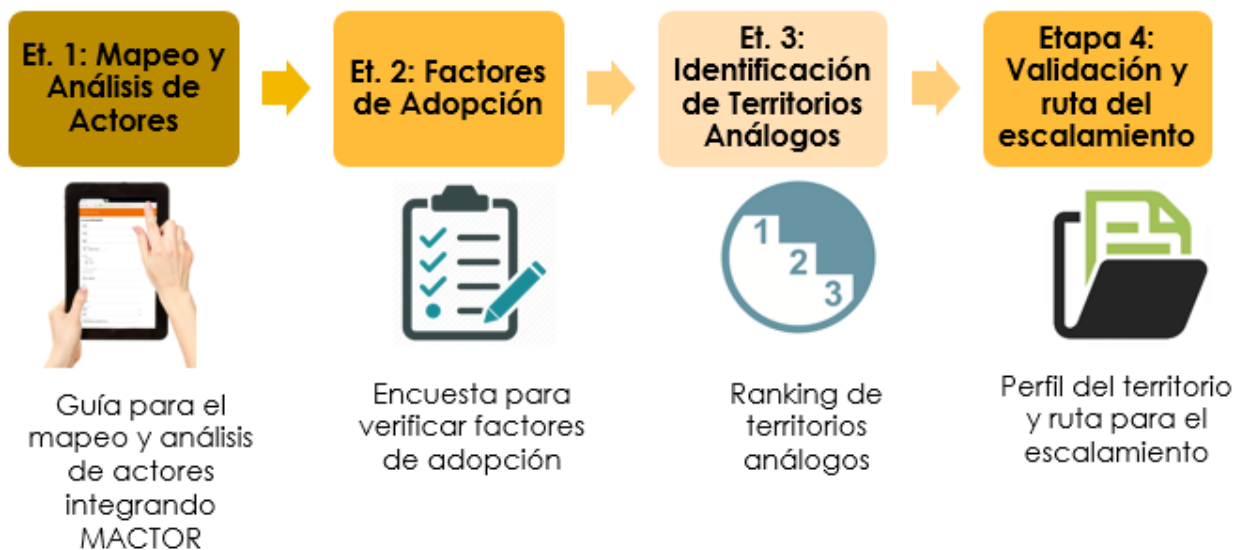 Et. 1: Mapeo y
Análisis de
Actores
Et. 2: Factores
de Adopción
Et. 3:
Identificación
de Territorios
Análogos
Etapa 4:
Validación y
ruta del
escalamiento
1
2
3
Guía para el
mapeo y análisis
de actores
integrando
MACTOR
Encuesta para
verificar factores
de adopción
Ranking de
territorios
análogos
Perfil del territorio
y ruta para el
escalamiento